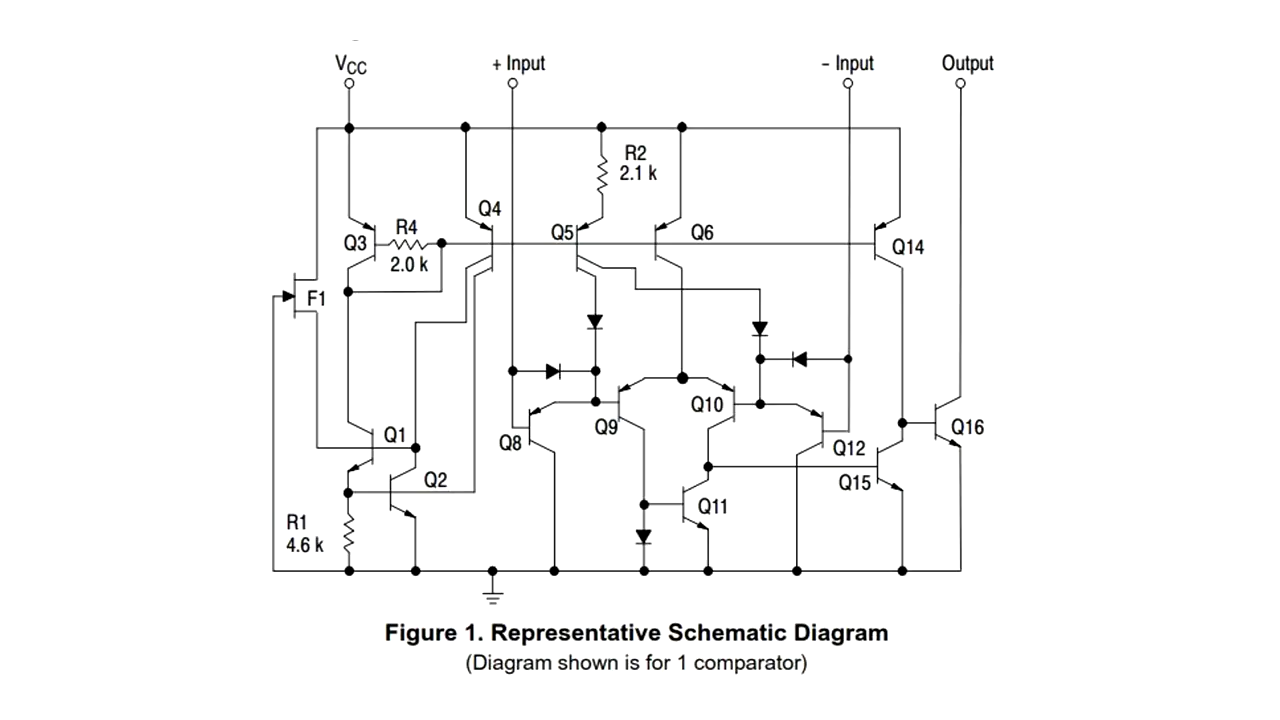 VCC
+ Input
– Input
Output
R2
2.1 k
Q4
Q3
R4
2.0 k
Q5
Q6
Q14
F1
Q1
Q2
Q8
Q9
Q10
Q12
Q16
Q15
Q11
R1
4.6 k
Figure 1. Representative Schematic Diagram
(Diagram shown is for 1 comparator)